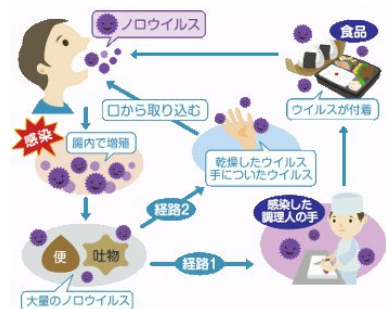 ノロウイルス
食品
ウイルスが付着
口から取り込む
感染
腸内で増殖
乾燥したウイルス
手についたウイルス
経路2
感染した
調理人の手
便
吐物
経路1
大量のノロウイルス